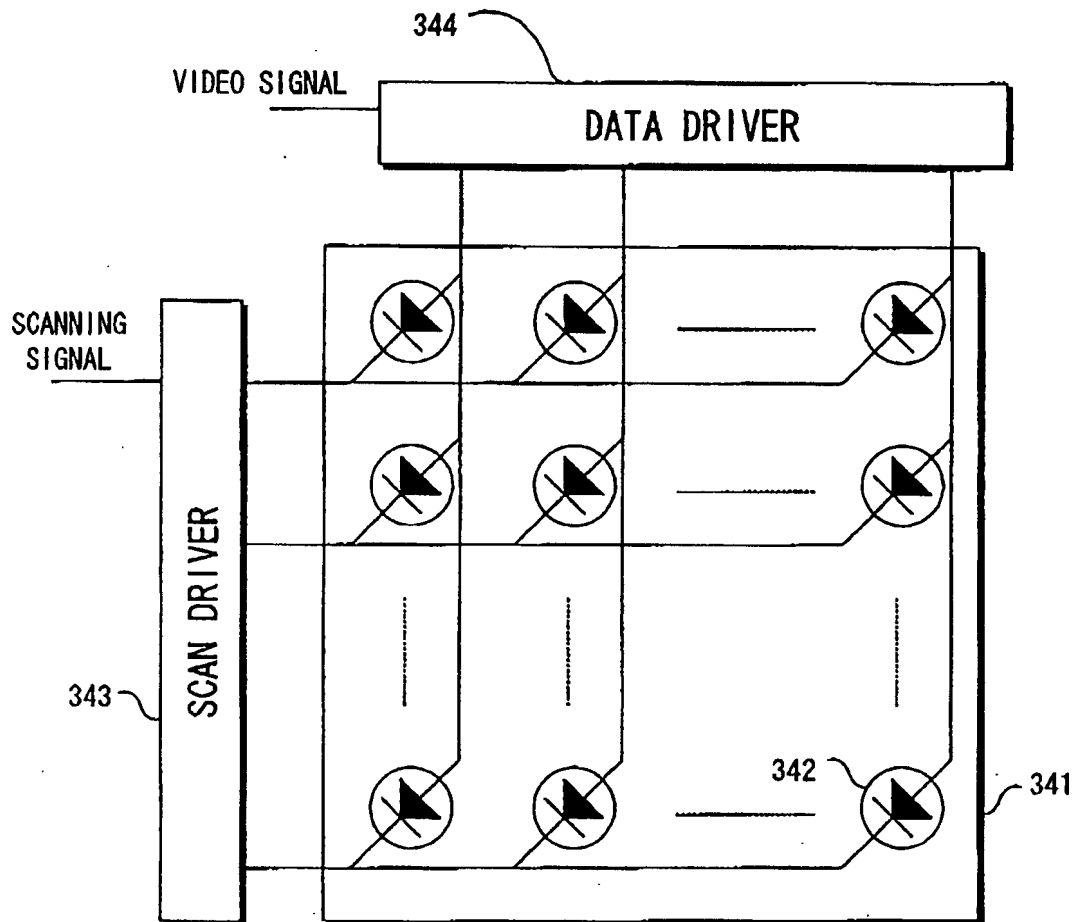 344
VIDEO SIGNAL
DATA DRIVER
SCANNING
SIGNAL
SCAN DRIVER
343
342
341